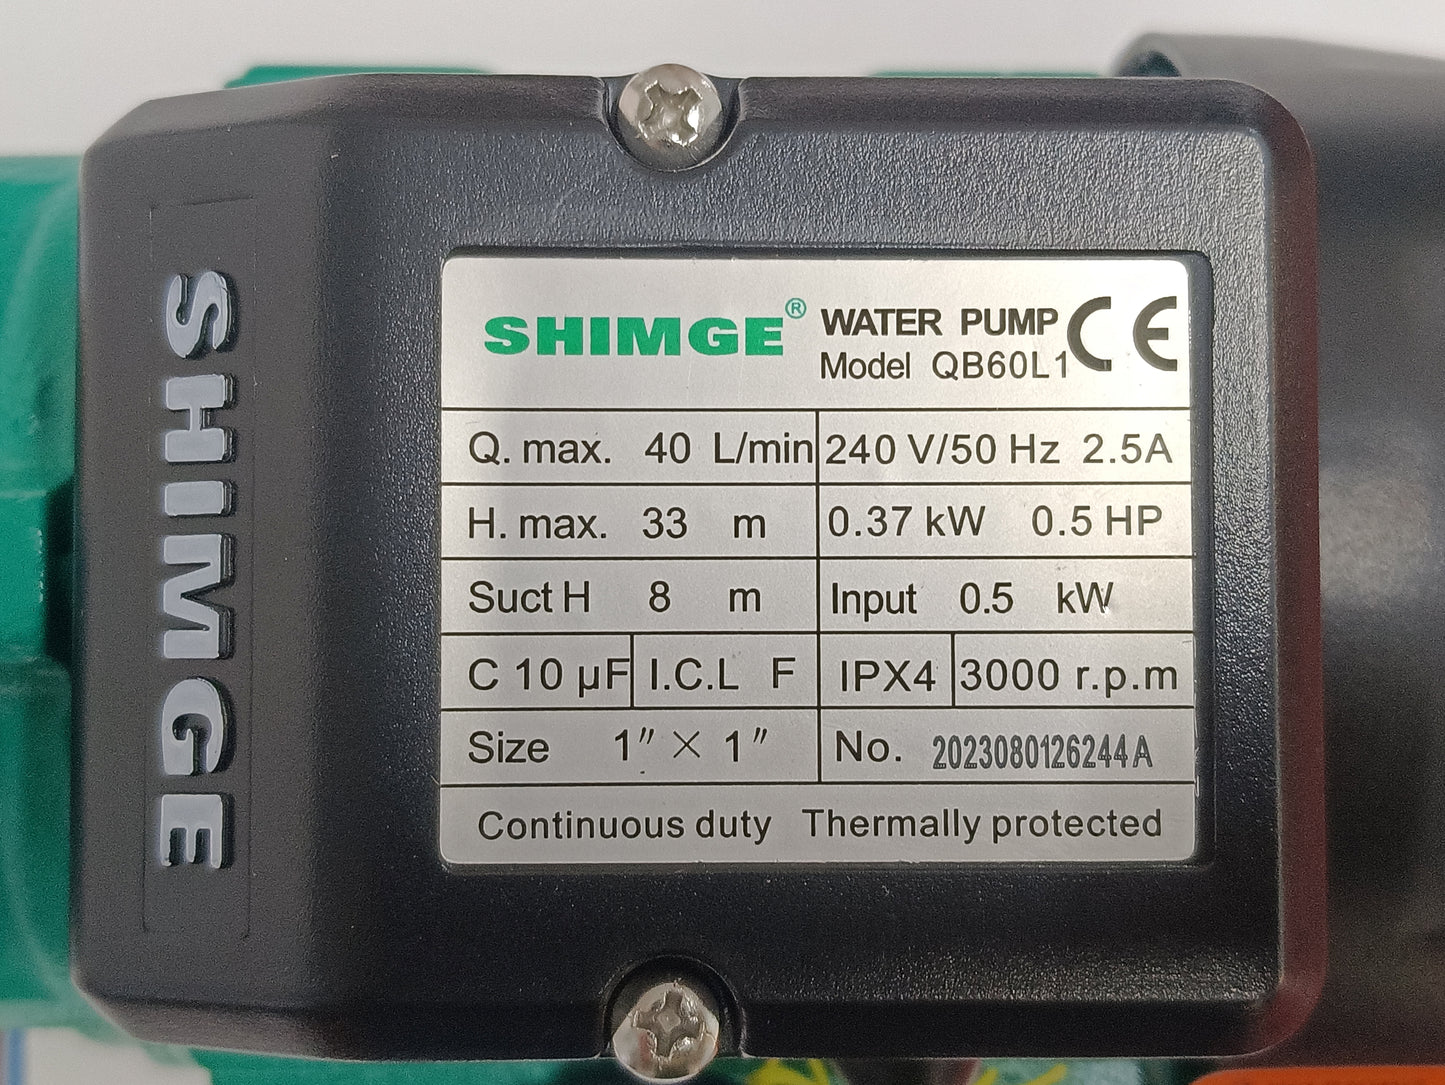 SHIMGE
SHIMGE® WATER PUMP CE
Model QB60L1
Q. max. 40 L/min 240 V/50 Hz 2.5A
H. max. 33 m 0.37 kW 0.5 HP
Suct H 8 m Input 0.5 kW
C 10 μF I.C.L F IPX4 3000 r.p.m
Size 1″ × 1″ No. 2023080126244A
Continuous duty Thermally protected